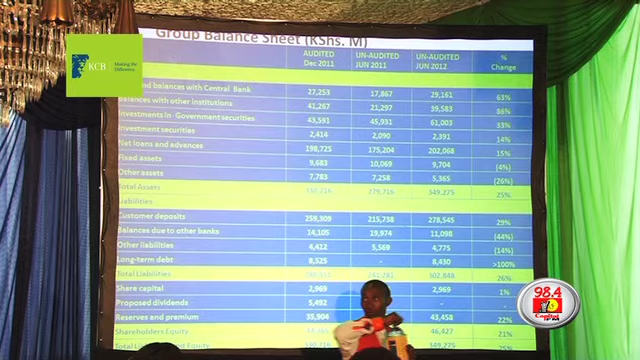 Group Balance Sheet (KShs. M)
KCB
Making the Difference
AUDITED Dec 2011 UN-AUDITED JUN 2011 UN-AUDITED JUN 2012 % Change
nd balances with Central Bank 27,253 17,867 29,161 63%
Balances with other institutions 41,267 21,297 39,583 86%
Investments in Government securities 43,591 45,931 61,003 33%
Investment securities 2,414 2,090 2,391 14%
Net loans and advances 198,725 175,204 202,068 15%
Fixed assets 9,683 10,069 9,704 (4%)
Other assets 7,783 7,258 5,365 (26%)
Total Assets 330,716 279,716 349,275 25%
Liabilities
Customer deposits 259,309 215,738 278,545 29%
Balances due to other banks 14,105 19,974 11,098 (44%)
Other liabilities 4,412 5,569 4,775 (14%)
Long-term debt 8,525 - 8,430 >100%
Total Liabilities 241,281 302,848 26%
Share capital 2,969 2,969 1%
Proposed dividends 5,492 -
Reserves and premium 35,904 43,458 22%
Shareholders Equity 46,427 21%
Equity 330,716 349,275 25%
98.4
Capital
FM